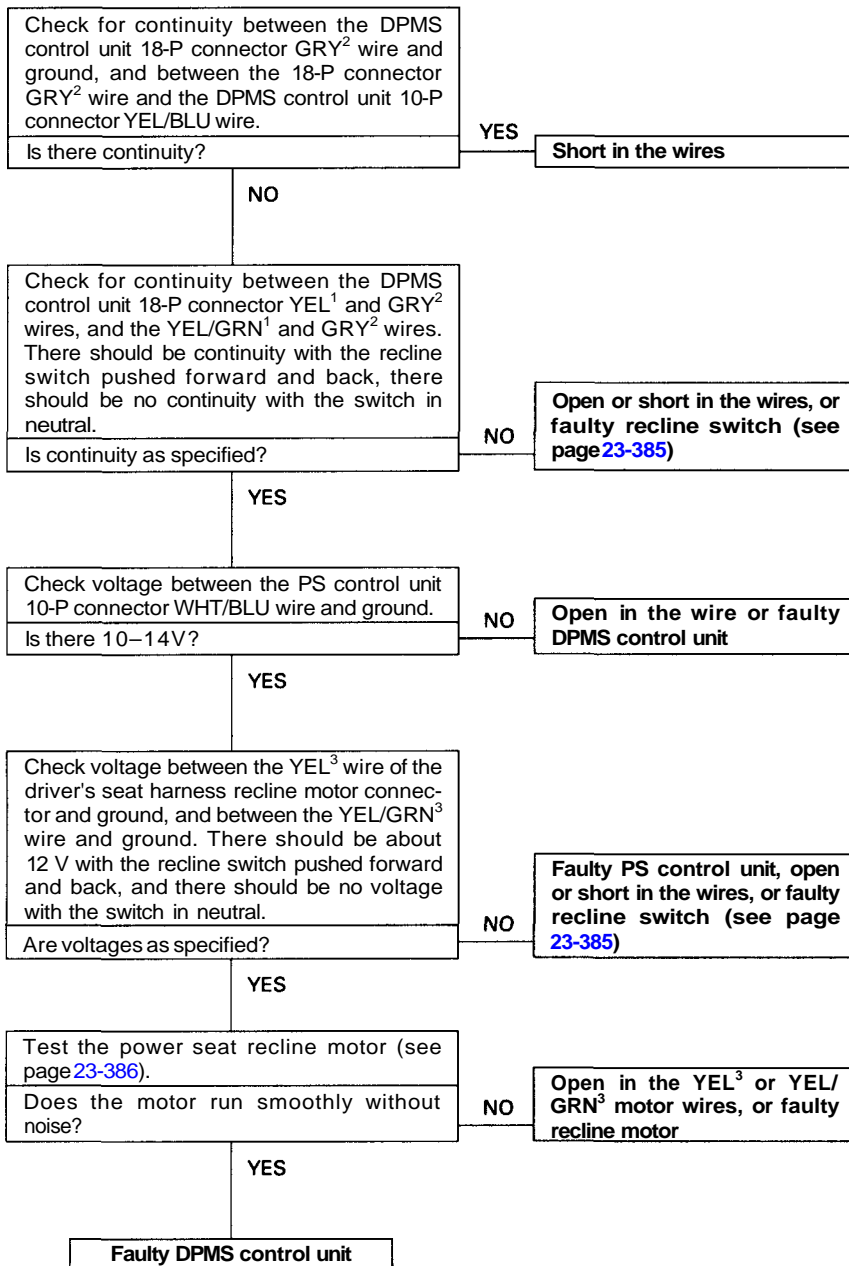 Check for continuity between the DPMS
control unit 18-P connector GRY² wire and
ground, and between the 18-P connector
GRY² wire and the DPMS control unit 10-P
connector YEL/BLU wire.
Is there continuity?
YES
Short in the wires
NO
Check for continuity between the DPMS
control unit 18-P connector YEL¹ and GRY²
wires, and the YEL/GRN¹ and GRY² wires.
There should be continuity with the recline
switch pushed forward and back, there
should be no continuity with the switch in
neutral.
Is continuity as specified?
NO
Open or short in the wires, or
faulty recline switch (see
page 23-385)
YES
Check voltage between the PS control unit
10-P connector WHT/BLU wire and ground.
Is there 10–14V?
NO
Open in the wire or faulty
DPMS control unit
YES
Check voltage between the YEL³ wire of the
driver's seat harness recline motor connec-
tor and ground, and between the YEL/GRN³
wire and ground. There should be about
12 V with the recline switch pushed forward
and back, and there should be no voltage
with the switch in neutral.
Are voltages as specified?
NO
Faulty PS control unit, open
or short in the wires, or faulty
recline switch (see page
23-385)
YES
Test the power seat recline motor (see
page 23-386).
Does the motor run smoothly without
noise?
NO
Open in the YEL³ or YEL/
GRN³ motor wires, or faulty
recline motor
YES
Faulty DPMS control unit